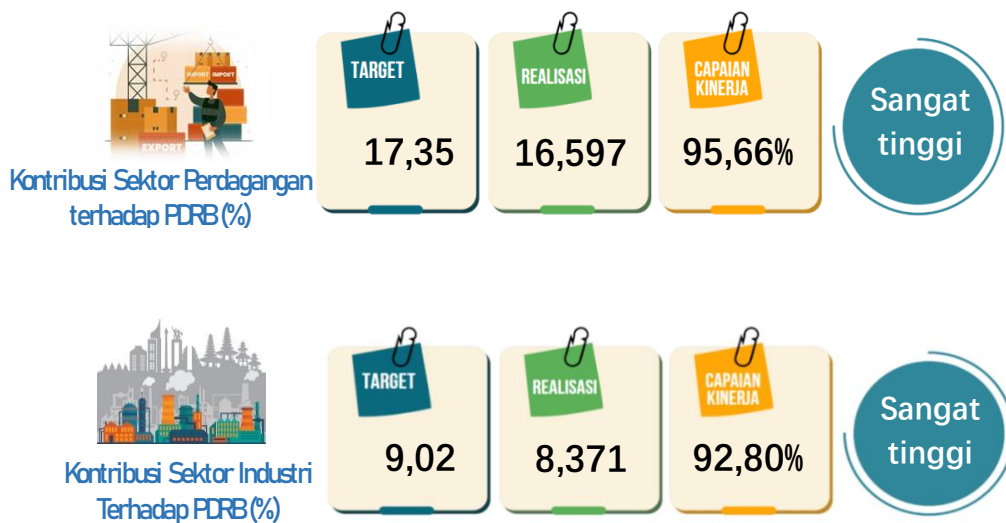 EXPORT IMPORT
EXPORT
Kontribusi Sektor Perdagangan
terhadap PDRB (%)
TARGET
17,35
REALISASI
16,597
CAPAIAN
KINERJA
95,66%
Sangat
tinggi
Kontribusi Sektor Industri
Terhadap PDRB (%)
TARGET
9,02
REALISASI
8,371
CAPAIAN
KINERJA
92,80%
Sangat
tinggi